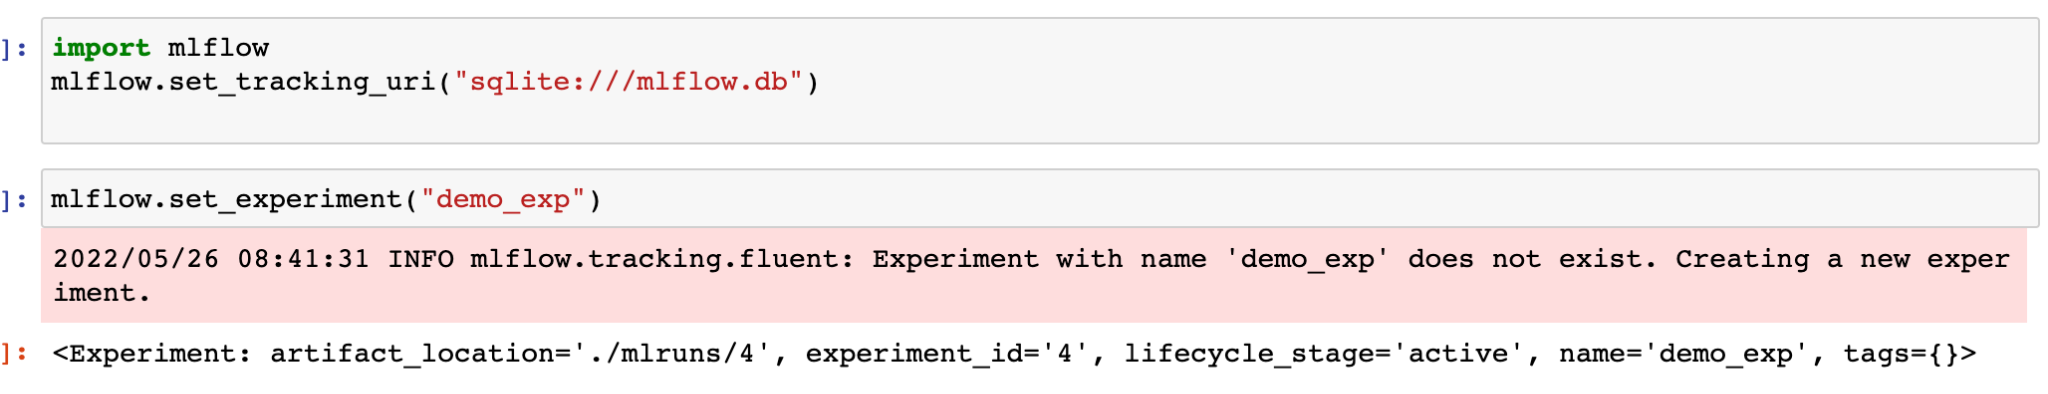 ]: import mlflow
mlflow.set_tracking_uri("sqlite:///mlflow.db")
]: mlflow.set_experiment("demo_exp")
2022/05/26 08:41:31 INFO mlflow.tracking.fluent: Experiment with name 'demo_exp' does not exist. Creating a new exper
iment.
]: <Experiment: artifact_location='./mlruns/4', experiment_id='4', lifecycle_stage='active', name='demo_exp', tags={}>